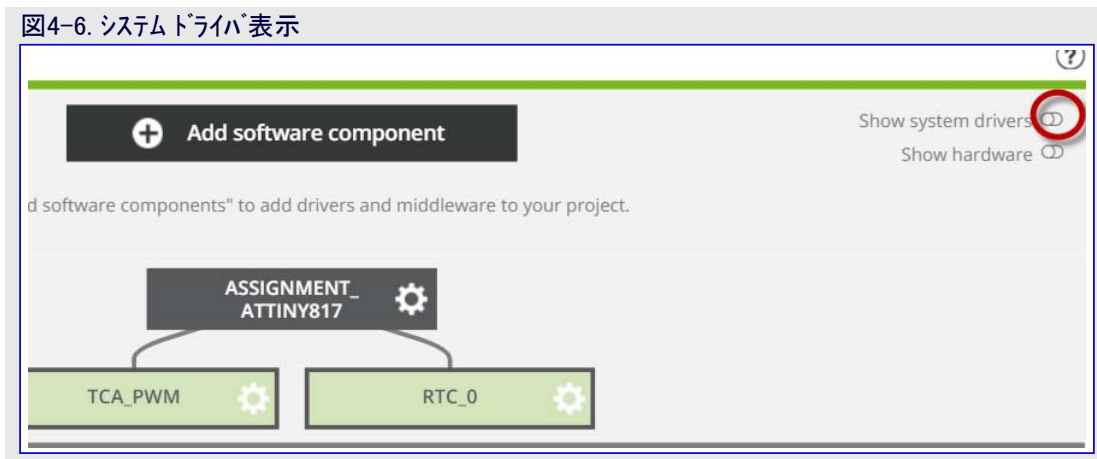 図4-6. システム ドライバ表示
?
Add software component
Show system drivers
Show hardware
d software components" to add drivers and middleware to your project.
ASSIGNMENT_
ATTINY817
TCA_PWM
RTC_0